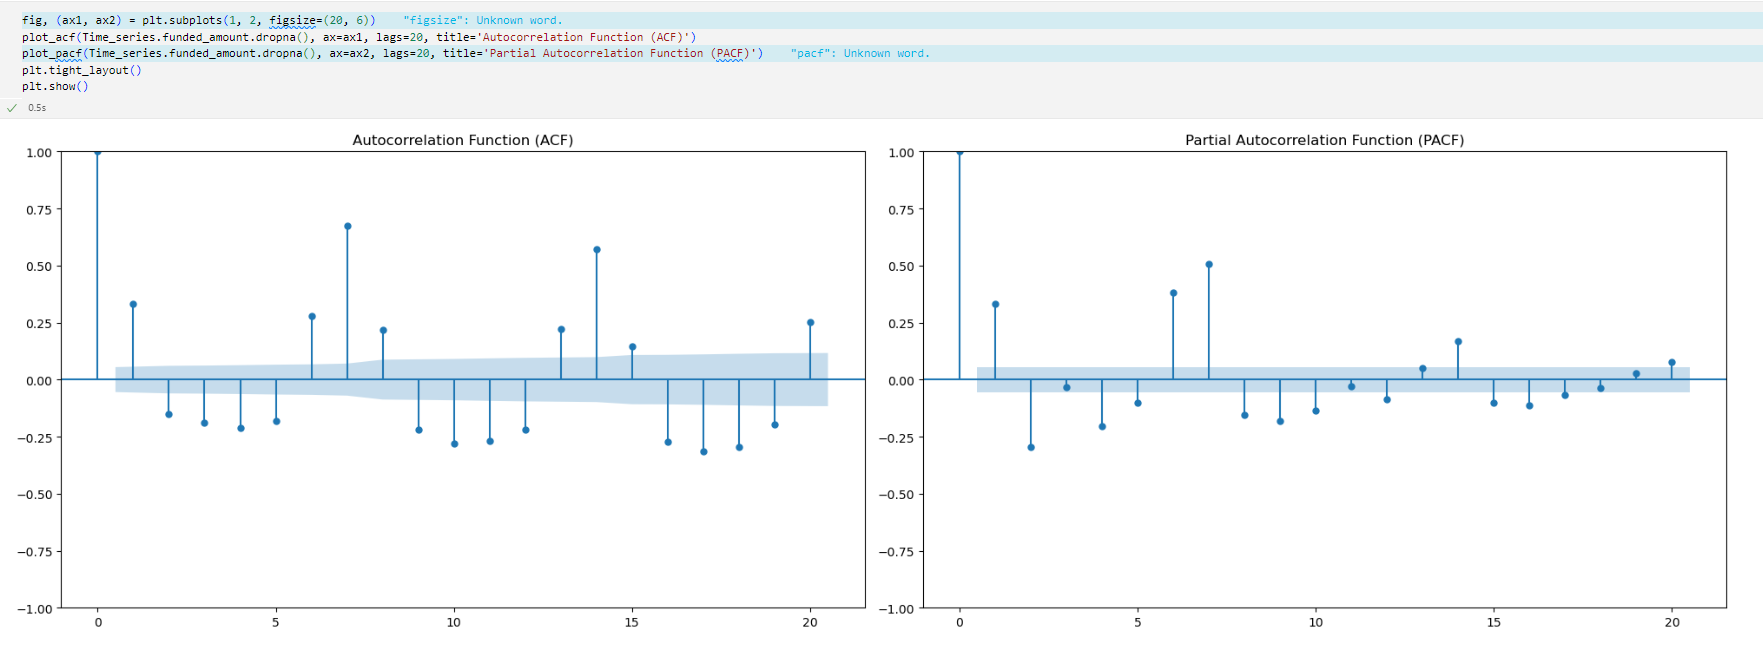 fig, (ax1, ax2) = plt.subplots(1, 2, figsize=(20, 6))    "figsize": Unknown word.
plot_acf(Time_series.funded_amount.dropna(), ax=ax1, lags=20, title='Autocorrelation Function (ACF)')
plot_pacf(Time_series.funded_amount.dropna(), ax=ax2, lags=20, title='Partial Autocorrelation Function (PACF)')    "pacf": Unknown word.
plt.tight_layout()
plt.show()
0.5s
Autocorrelation Function (ACF)
1.00
0.75
0.50
0.25
0.00
−0.25
−0.50
−0.75
−1.00
0 5 10 15 20
Partial Autocorrelation Function (PACF)
1.00
0.75
0.50
0.25
0.00
−0.25
−0.50
−0.75
−1.00
0 5 10 15 20